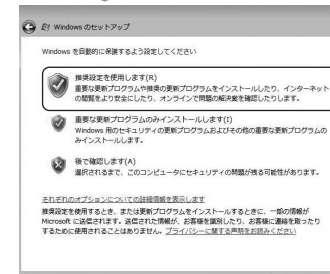 Windows のセットアップ
Windows を自動的に保護するよう設定してください
推奨設定を使用します(R)
重要な更新プログラムや推奨の更新プログラムをインストールしたり、インターネット
の閲覧をより安全にしたり、オンラインで問題の解決策を確認したりします。
重要な更新プログラムのみインストールします(I)
Windows 用のセキュリティの更新プログラムおよびその他の重要な更新プログラムの
みインストールします。
後で確認します(A)
選択されるまで、このコンピュータにセキュリティの問題が残る可能性があります。
それぞれのオプションについての詳細情報を表示します
推奨設定を使用するとき、または更新プログラムをインストールするときに、一部の情報が
Microsoft に送信されます。送信された情報が、お客様を識別したり、お客様に連絡を取ったり
するために使用されることはありません。プライバシーに関する声明をお読みください